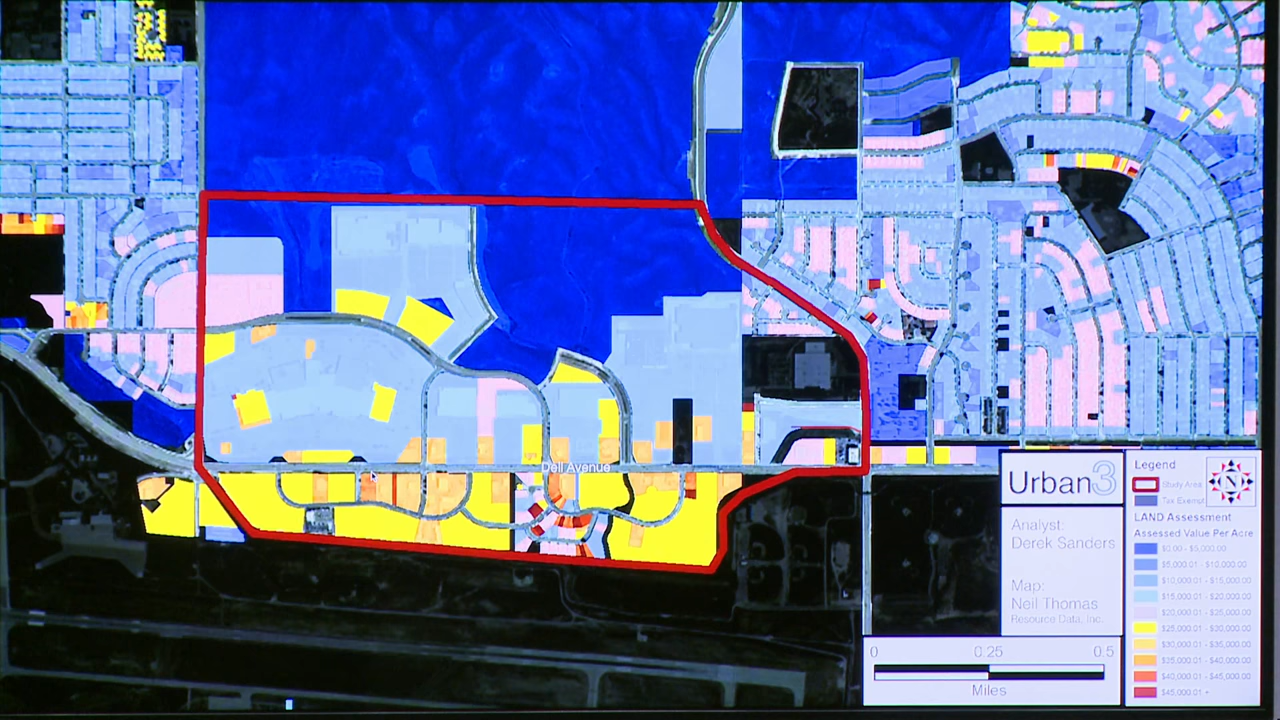 Dell Avenue
Urban3
Analyst:
Derek Sanders
Map:
Neil Thomas
Resource Data, Inc.
0 0.25 0.5
Miles
Legend
N
Study Area
Tax Exempt
LAND Assessment
Assessed Value Per Acre
$0.00 - $5,000.00
$5,000.01 - $10,000.00
$10,000.01 - $15,000.00
$15,000.01 - $20,000.00
$20,000.01 - $25,000.00
$25,000.01 - $30,000.00
$30,000.01 - $35,000.00
$35,000.01 - $40,000.00
$40,000.01 - $45,000.00
$45,000.01 +